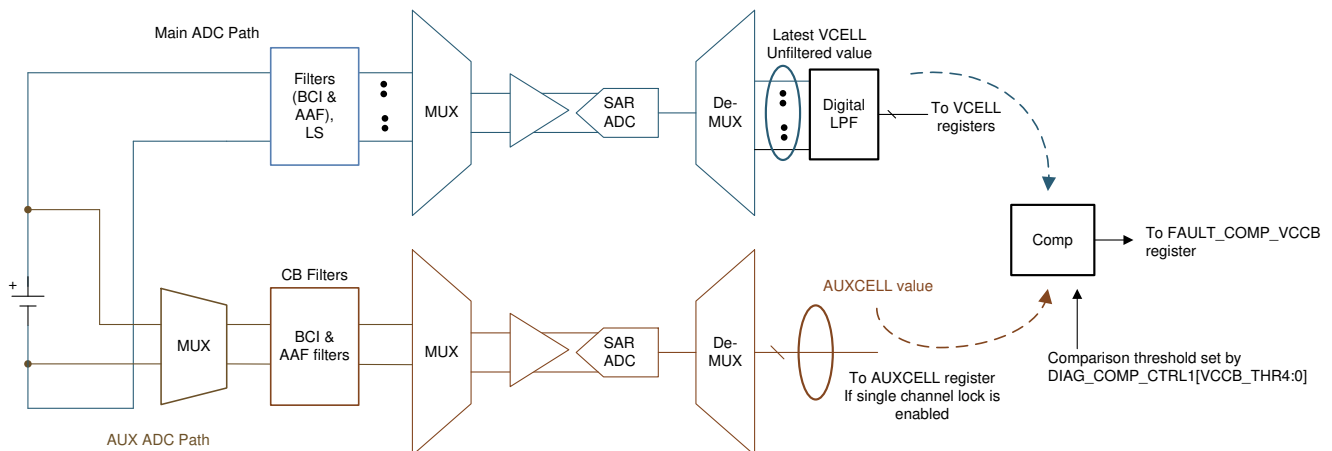 Main ADC Path
Filters
(BCI &
AAF),
LS
MUX
SAR
ADC
De-
MUX
Latest VCELL
Unfiltered value
Digital
LPF
To VCELL
registers
Comp
To FAULT_COMP_VCCB
register
Comparison threshold set by
DIAG_COMP_CTRL1[VCCB_THR4:0]
+
AUX ADC Path
MUX
CB Filters
BCI &
AAF filters
MUX
SAR
ADC
De-
MUX
AUXCELL value
To AUXCELL register
If single channel lock is
enabled